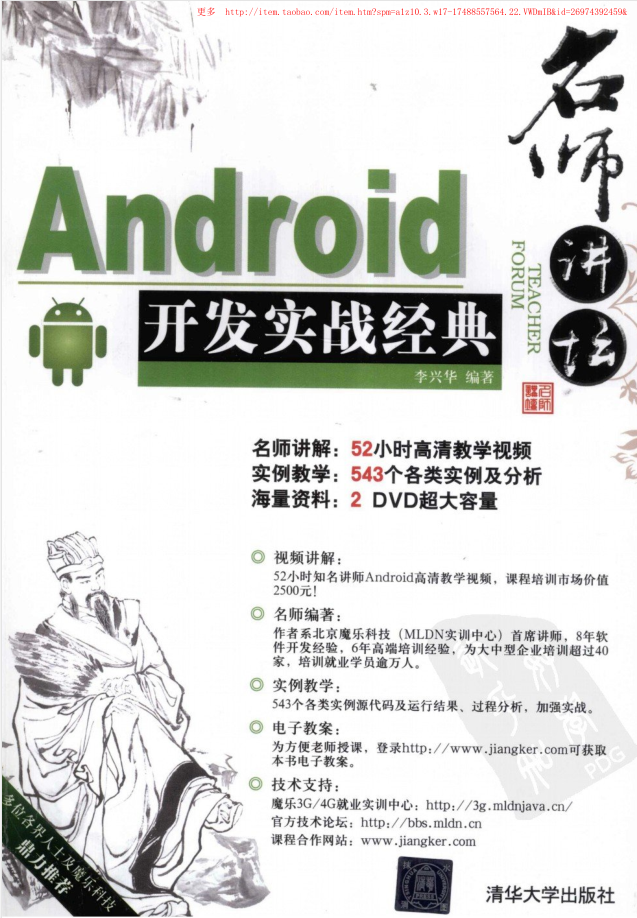 更多 http://item.taobao.com/item.htm?spm=a1z10.3.w17-17488557564.22.VWDmIB&id=26974392459&
名师
讲坛
TEACHER
FORUM
Android
开发实战经典
李兴华 编著
名师讲解：52小时高清教学视频
实例教学：543个各类实例及分析
海量资料：2 DVD超大容量
◎ 视频讲解：
52小时知名讲师Android高清教学视频，课程培训市场价值
2500元！
◎ 名师编著：
作者系北京魔乐科技（MLDN实训中心）首席讲师，8年软
件开发经验，6年高端培训经验，为大中型企业培训超过40
家，培训就业学员逾万人。
◎ 实例教学：
543个各类实例源代码及运行结果、过程分析，加强实战。
◎ 电子教案：
为方便老师授课，登录http://www.jiangker.com可获取
本书电子教案。
◎ 技术支持：
魔乐3G/4G就业实训中心：http://3g.mldnjava.cn/
官方技术论坛：http://bbs.mldn.cn
课程合作网站：www.jiangker.com
PDG
多位各界人士及魔乐科技
鼎力推荐
清华大学出版社